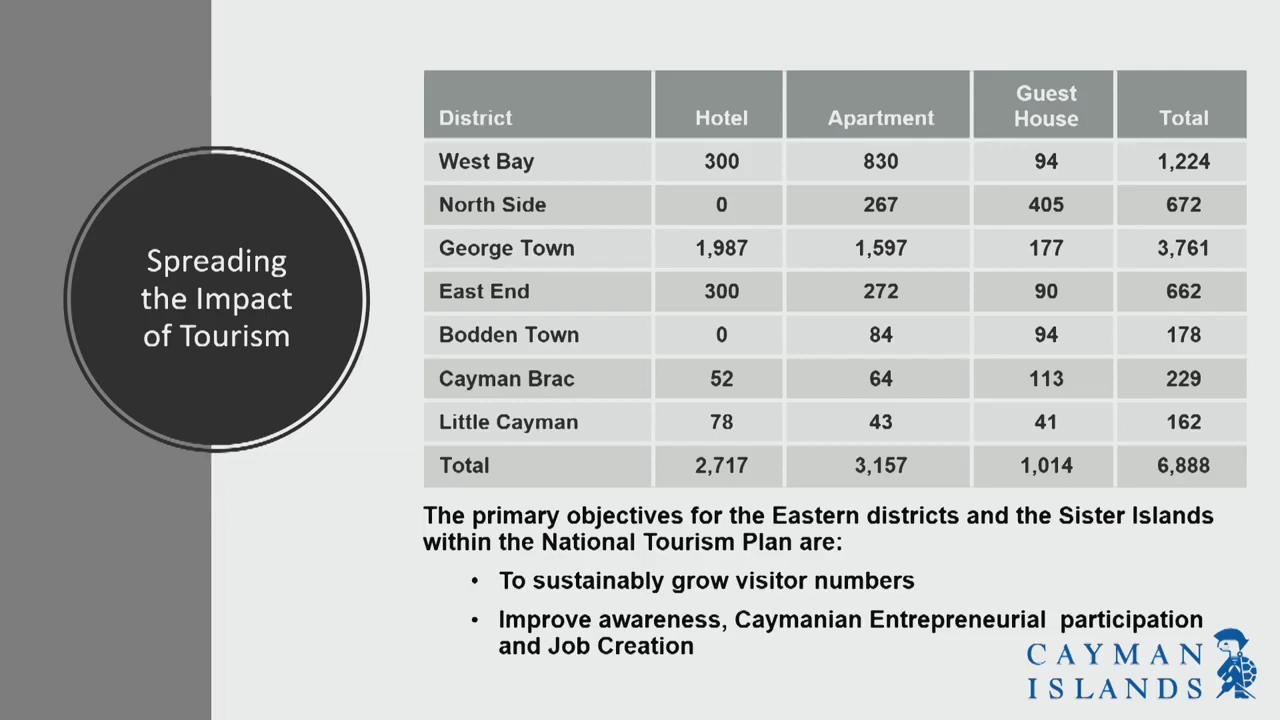 Spreading
the Impact
of Tourism
District Hotel Apartment Guest House Total
West Bay 300 830 94 1,224
North Side 0 267 405 672
George Town 1,987 1,597 177 3,761
East End 300 272 90 662
Bodden Town 0 84 94 178
Cayman Brac 52 64 113 229
Little Cayman 78 43 41 162
Total 2,717 3,157 1,014 6,888
The primary objectives for the Eastern districts and the Sister Islands
within the National Tourism Plan are:
• To sustainably grow visitor numbers
• Improve awareness, Caymanian Entrepreneurial participation
and Job Creation
CAYMAN
ISLANDS